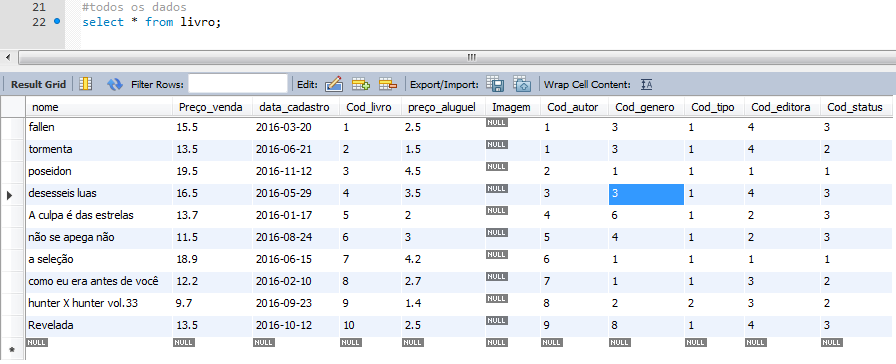 21 #todos os dados
22 select * from livro;
Result Grid Filter Rows: Edit: Export/Import: Wrap Cell Content: IA
nome Preço_venda data_cadastro Cod_livro preço_aluguel Imagem Cod_autor Cod_genero Cod_tipo Cod_editora Cod_status
fallen 15.5 2016-03-20 1 2.5 NULL 1 3 1 4 3
tormenta 13.5 2016-06-21 2 1.5 NULL 1 3 1 4 2
poseidon 19.5 2016-11-12 3 4.5 NULL 2 1 1 1 1
desesseis luas 16.5 2016-05-29 4 3.5 NULL 3 3 1 4 3
A culpa é das estrelas 13.7 2016-01-17 5 2 NULL 4 6 1 2 3
não se apega não 11.5 2016-08-24 6 3 NULL 5 4 1 2 3
a seleção 18.9 2016-06-15 7 4.2 NULL 6 1 1 1 1
como eu era antes de você 12.2 2016-02-10 8 2.7 NULL 7 1 1 3 2
hunter X hunter vol.33 9.7 2016-09-23 9 1.4 NULL 8 2 2 3 2
Revelada 13.5 2016-10-12 10 2.5 NULL 9 8 1 4 3
NULL NULL NULL NULL NULL NULL NULL NULL NULL NULL NULL